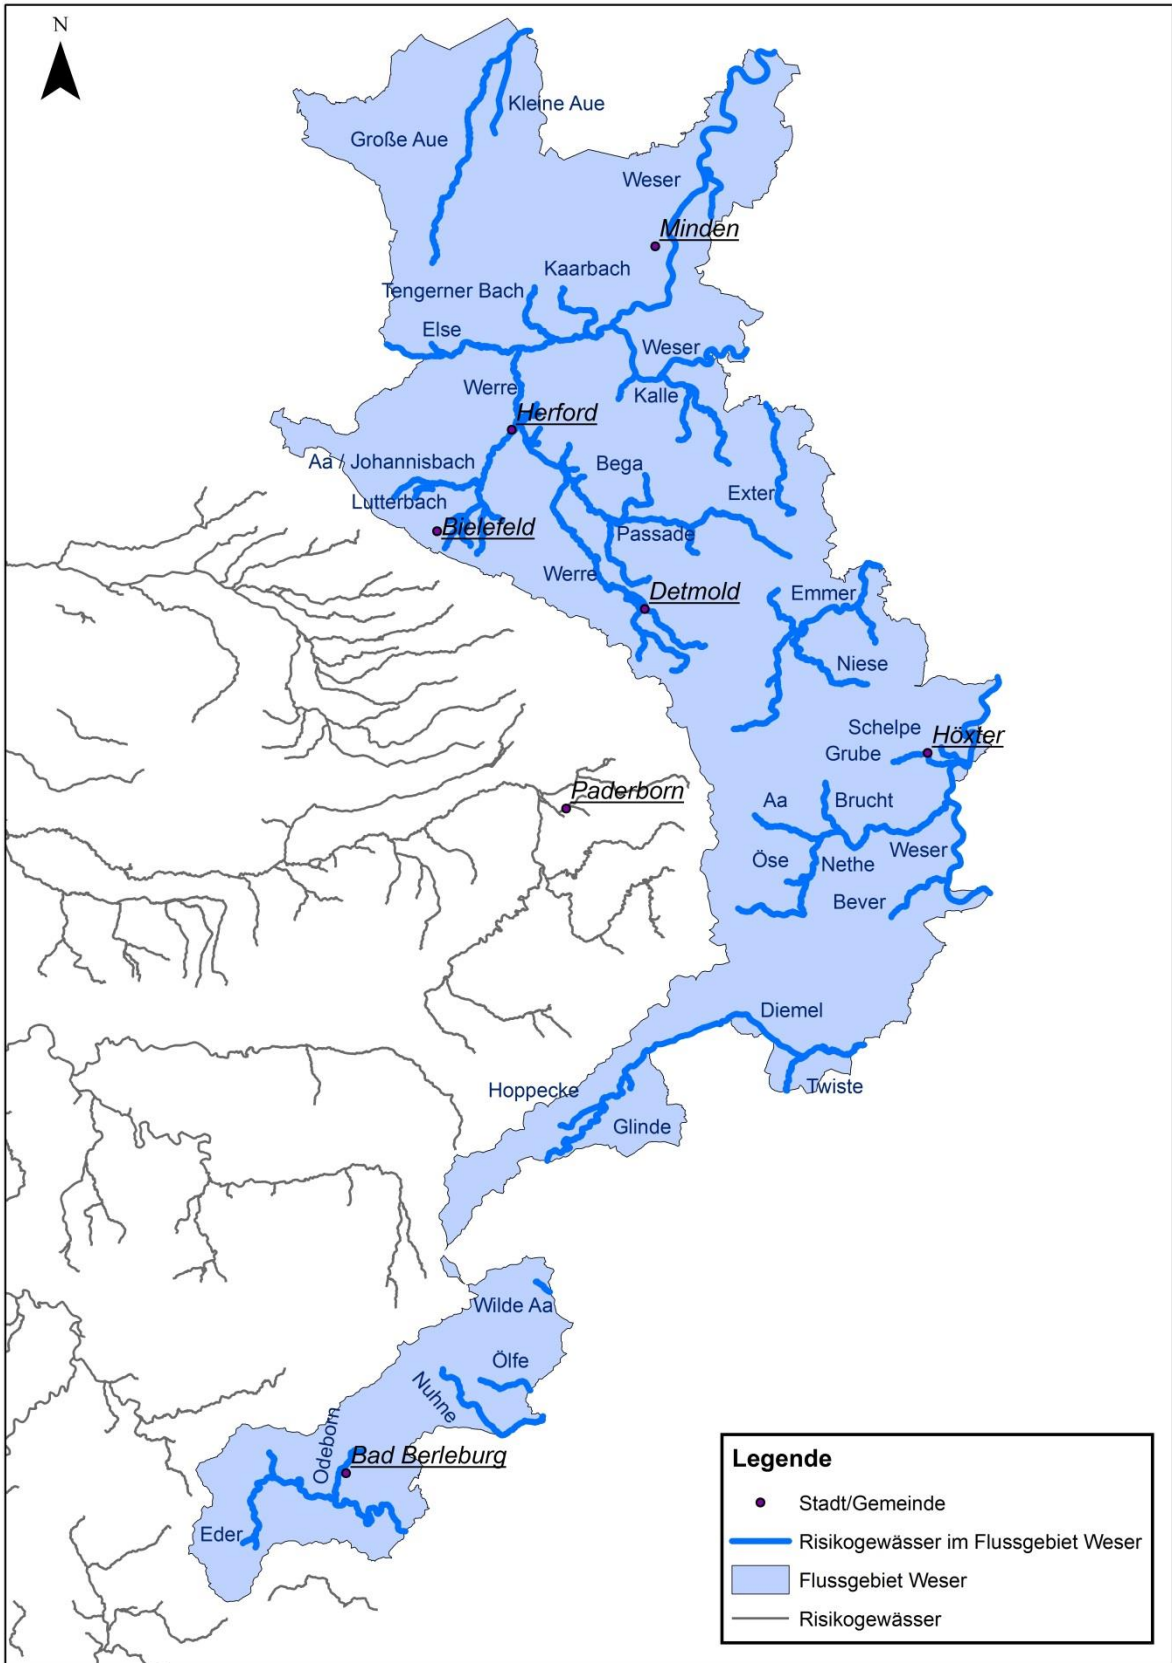 N
Kleine Aue
Große Aue
Weser
Minden
Kaarbach
Tengerner Bach
Else
Weser
Werre
Kalle
Herford
Aa / Johannisbach
Bega
Lutterbach
Exter
Bielefeld
Passade
Werre
Detmold
Emmer
Niese
Schelpe
Höxter
Grube
Paderborn
Aa
Brucht
Öse
Nethe
Weser
Bever
Diemel
Hoppecke
Twiste
Glinde
Wilde Aa
Ölfe
Nuhne
Odeborn
Bad Berleburg
Eder
Legende
Stadt/Gemeinde
Risikogewässer im Flussgebiet Weser
Flussgebiet Weser
Risikogewässer